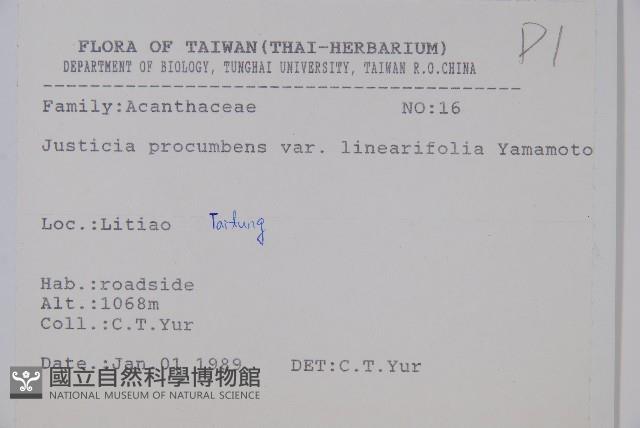 P1
FLORA OF TAIWAN(THAI-HERBARIUM)
DEPARTMENT OF BIOLOGY, TUNGHAI UNIVERSITY, TAIWAN R.O.CHINA
----------------------------------------
Family:Acanthaceae NO:16
Justicia procumbens var. linearifolia Yamamoto
Loc.:Litiao Taitung
Hab.:roadside
Alt.:1068m
Coll.:C.T.Yur
Date.:Jan 01 1989 DET:C.T.Yur
國立自然科學博物館
NATIONAL MUSEUM OF NATURAL SCIENCE